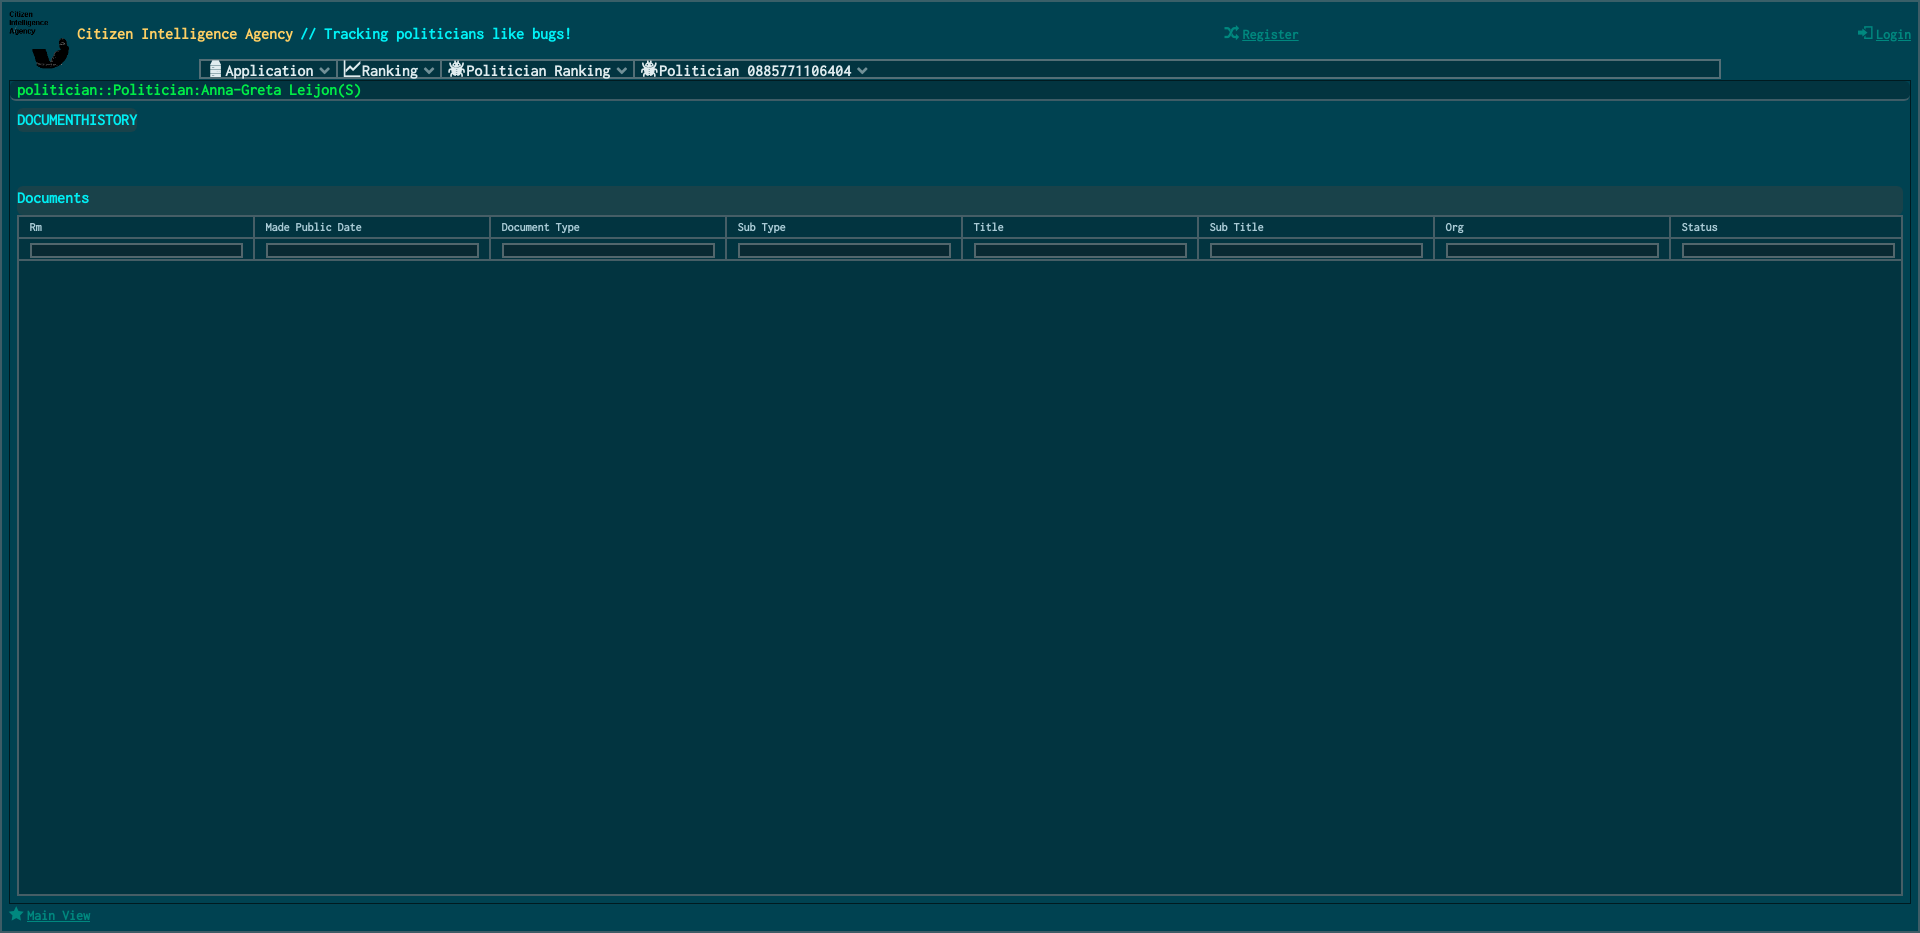 Citizen
Intelligence
Agency
Citizen Intelligence Agency // Tracking politicians like bugs!
Register
Login
Application
Ranking
Politician Ranking
Politician 0885771106404
politician::Politician:Anna-Greta Leijon(S)
DOCUMENTHISTORY
Documents
Rm
Made Public Date
Document Type
Sub Type
Title
Sub Title
Org
Status
Main View